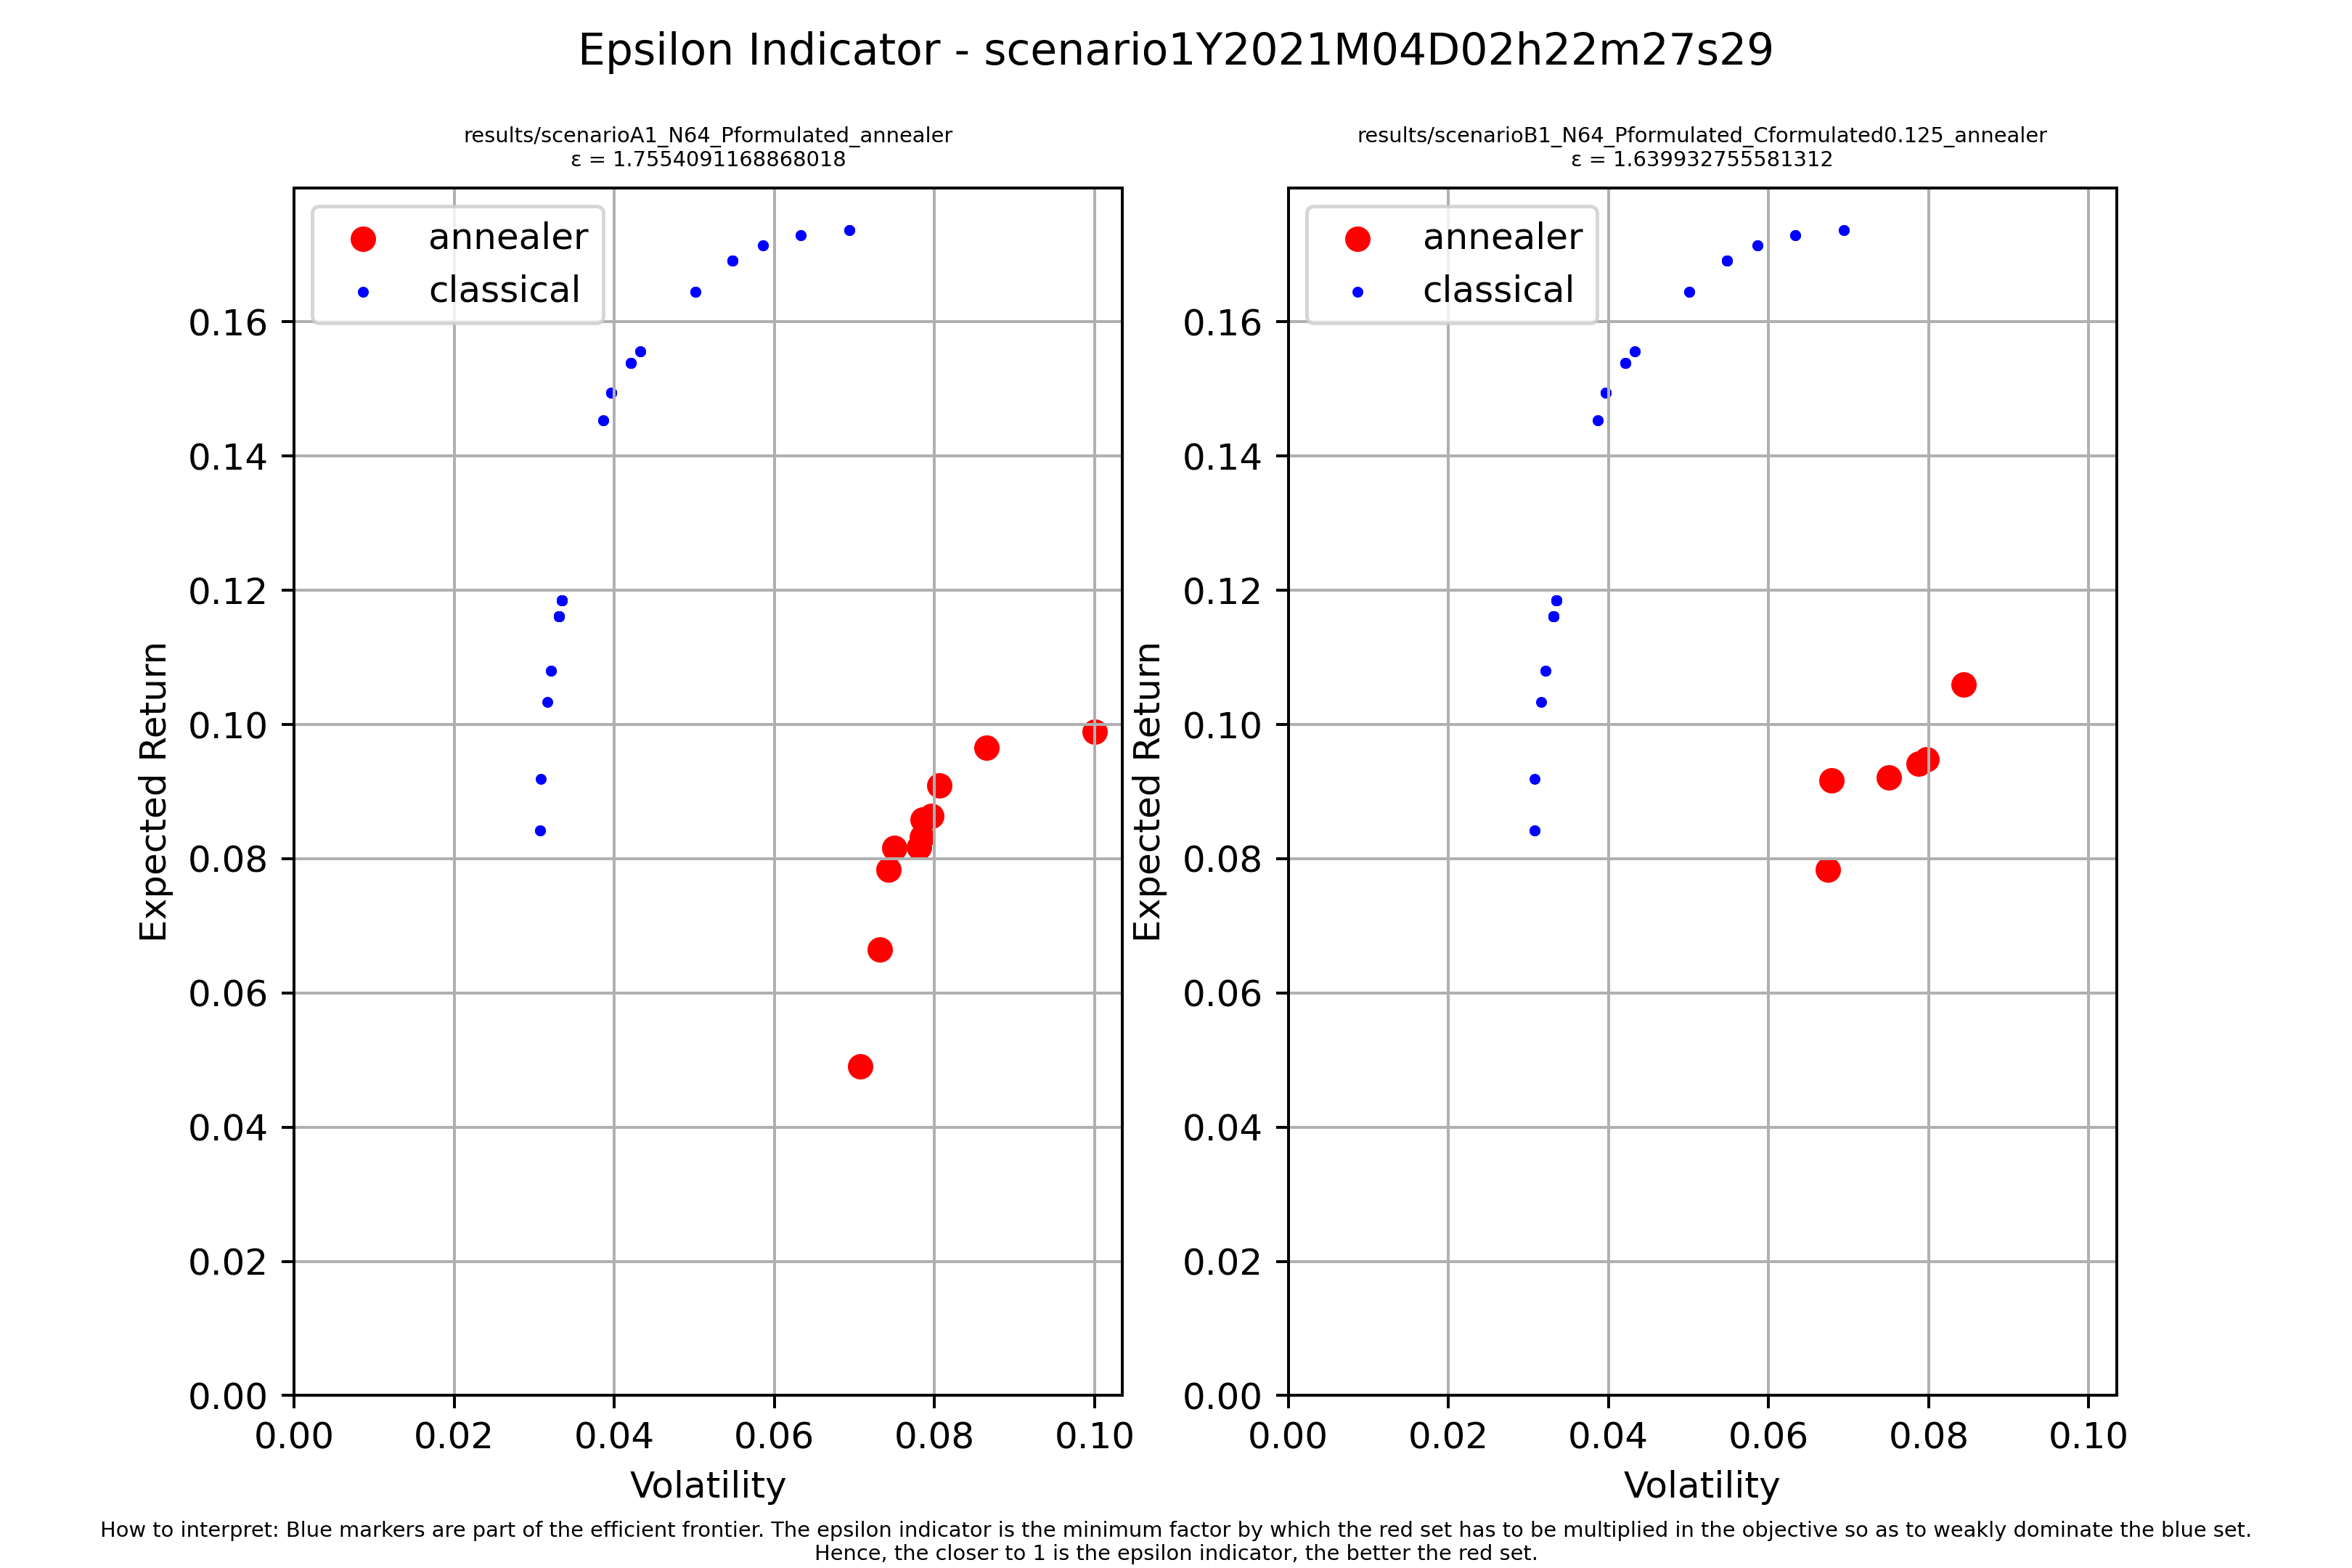 Epsilon Indicator - scenario1Y2021M04D02h22m27s29
results/scenarioA1_N64_Pformulated_annealer
ε = 1.7554091168868018
annealer
classical
0.16
0.14
0.12
0.10
0.08
0.06
0.04
0.02
0.00
Expected Return
0.00 0.02 0.04 0.06 0.08 0.10
Volatility
results/scenarioB1_N64_Pformulated_Cformulated0.125_annealer
ε = 1.639932755581312
annealer
classical
0.16
0.14
0.12
0.10
0.08
0.06
0.04
0.02
0.00
Expected Return
0.00 0.02 0.04 0.06 0.08 0.10
Volatility
How to interpret: Blue markers are part of the efficient frontier. The epsilon indicator is the minimum factor by which the red set has to be multiplied in the objective so as to weakly dominate the blue set.
Hence, the closer to 1 is the epsilon indicator, the better the red set.